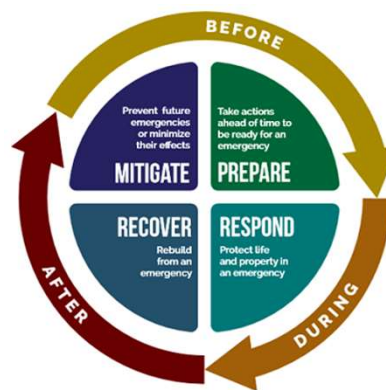 BEFORE
Prevent future
emergencies
or minimize
their effects
MITIGATE
Take actions
ahead of time to
be ready for an
emergency
PREPARE
RECOVER
Rebuild
from an
emergency
RESPOND
Protect life
and property in
an emergency
AFTER
DURING